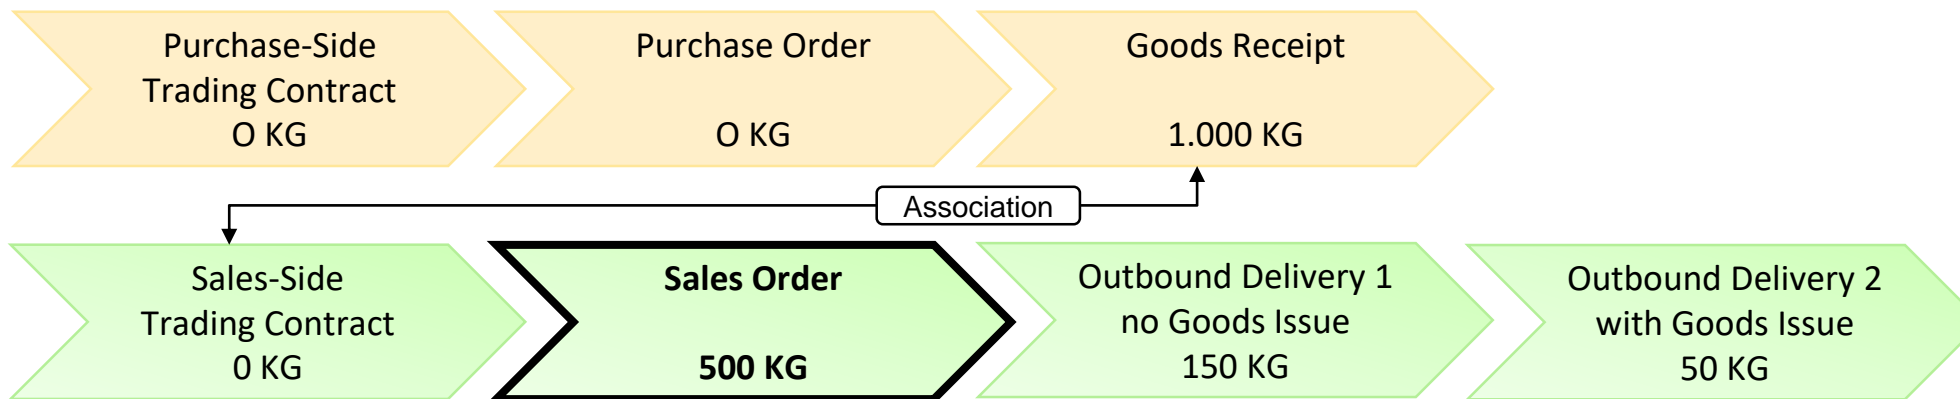 Purchase-Side
Trading Contract
O KG
Purchase Order
O KG
Goods Receipt
1.000 KG
Association
Sales-Side
Trading Contract
0 KG
Sales Order
500 KG
Outbound Delivery 1
no Goods Issue
150 KG
Outbound Delivery 2
with Goods Issue
50 KG